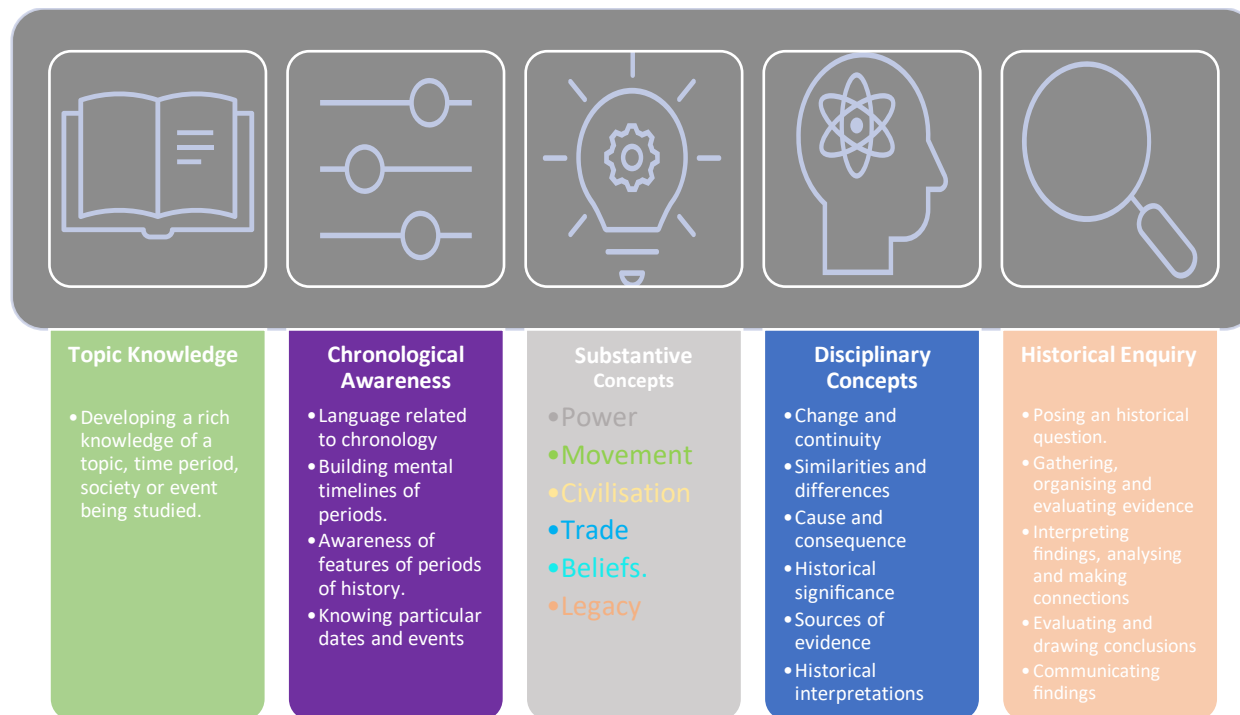 Topic Knowledge
•Developing a rich
knowledge of a
topic, time period,
society or event
being studied.
Chronological
Awareness
•Language related
to chronology
•Building mental
timelines of
periods.
•Awareness of
features of periods
of history.
•Knowing particular
dates and events
Substantive
Concepts
•Power
•Movement
•Civilisation
•Trade
•Beliefs.
•Legacy
Disciplinary
Concepts
•Change and
continuity
•Similarities and
differences
•Cause and
consequence
•Historical
significance
•Sources of
evidence
•Historical
interpretations
Historical Enquiry
•Posing an historical
question.
•Gathering,
organising and
evaluating evidence
•Interpreting
findings, analysing
and making
connections
•Evaluating and
drawing conclusions
•Communicating
findings